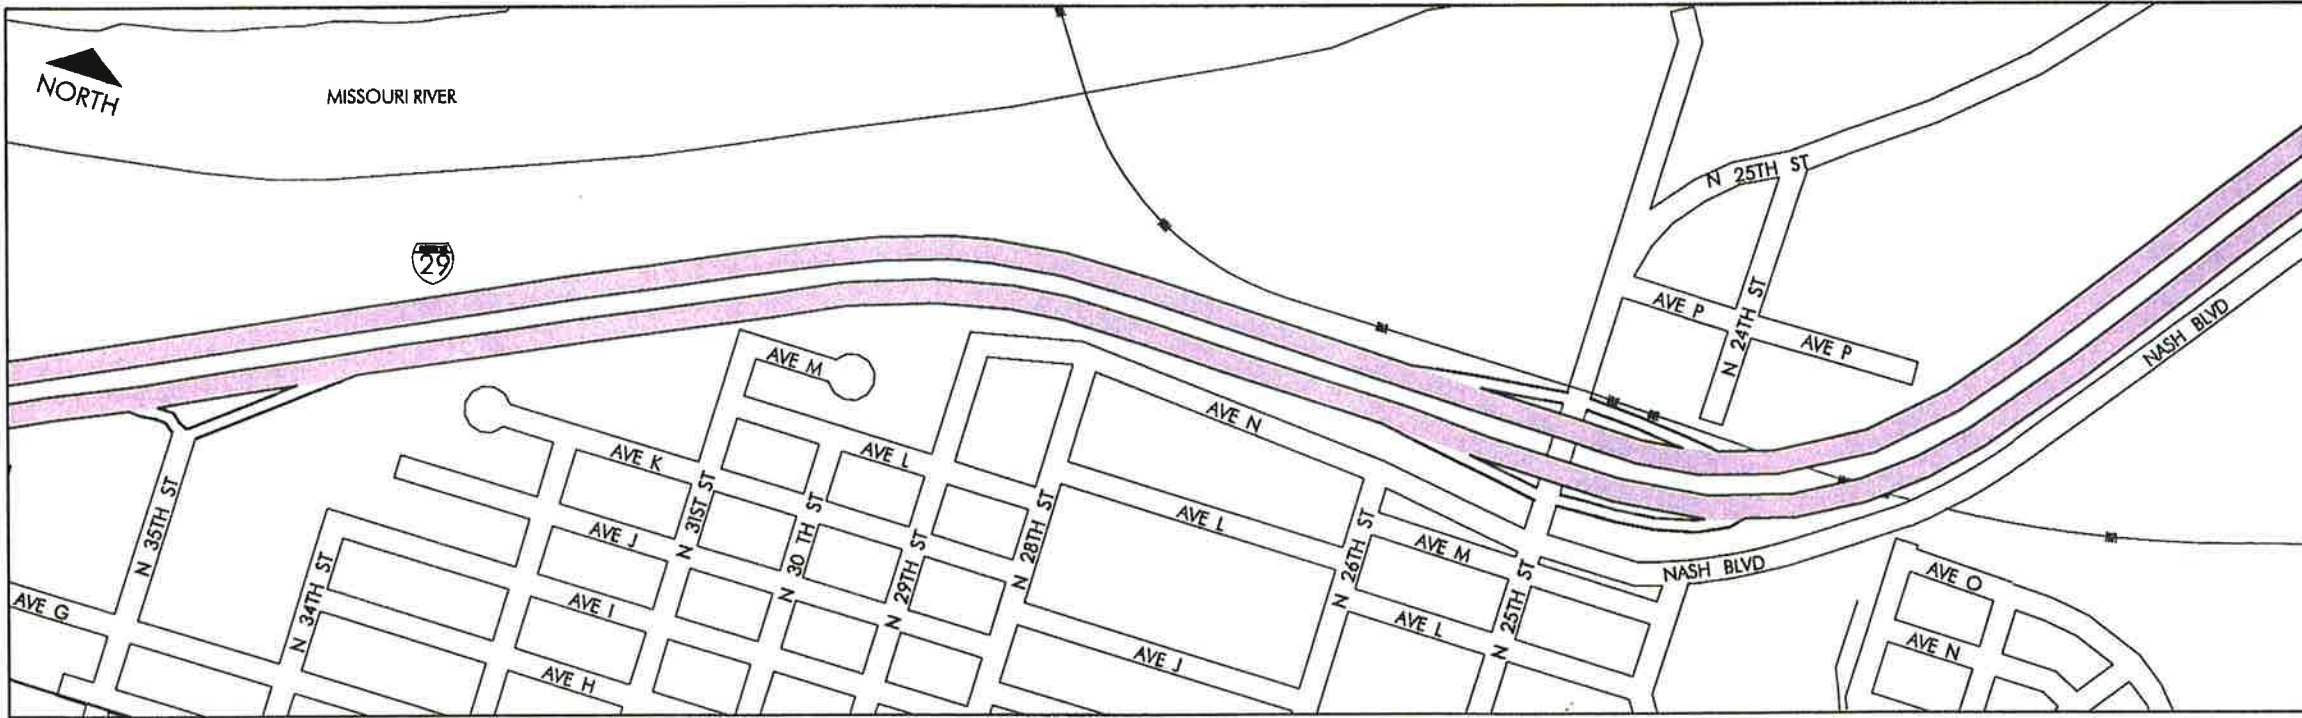 NORTH
MISSOURI RIVER
29
N 25TH ST
AVE P
N 24TH ST
AVE P
NASH BLVD
AVE M
AVE N
AVE K
AVE L
N 31ST ST
N 30 TH ST
N 29TH ST
N 28TH ST
AVE L
N 35TH ST
AVE J
N 26TH ST
AVE M
N 25TH ST
NASH BLVD
AVE O
AVE G
N 34TH ST
AVE I
AVE L
AVE N
AVE J
AVE H